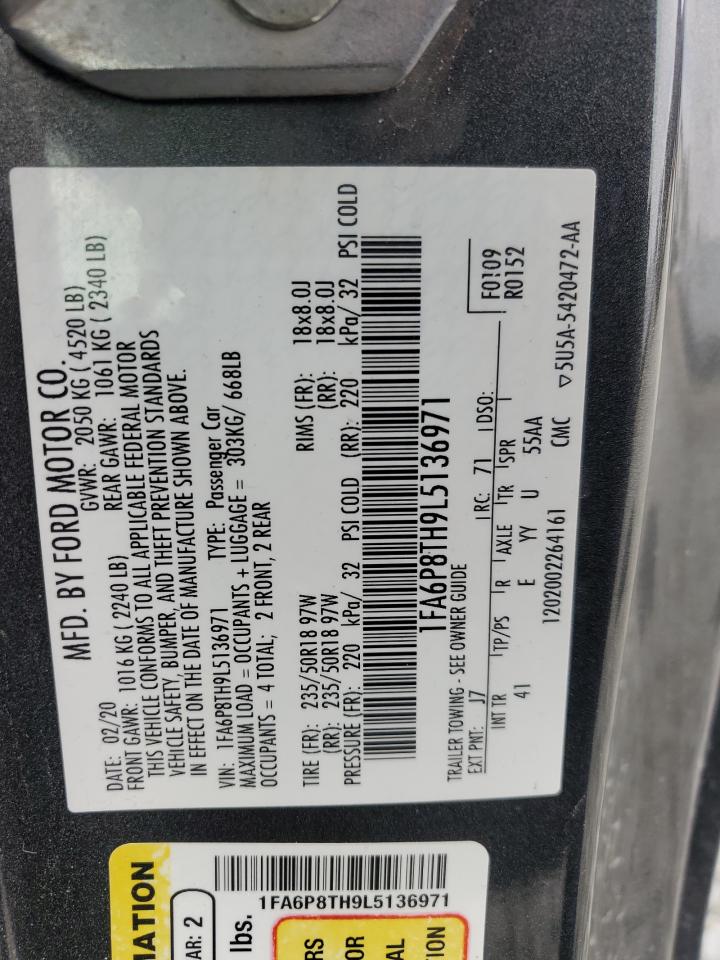 MFD. BY FORD MOTOR CO.
DATE: 02/20 GVWR: 2050 KG ( 4520 LB)
FRONT GAWR: 1016 KG ( 2240 LB) REAR GAWR: 1061 KG ( 2340 LB)
THIS VEHICLE CONFORMS TO ALL APPLICABLE FEDERAL MOTOR
VEHICLE SAFETY, BUMPER, AND THEFT PREVENTION STANDARDS
IN EFFECT ON THE DATE OF MANUFACTURE SHOWN ABOVE.
VIN: 1FA6P8TH9L5136971 TYPE: Passenger Car
MAXIMUM LOAD = OCCUPANTS + LUGGAGE = 303KG/ 668LB
OCCUPANTS = 4 TOTAL; 2 FRONT, 2 REAR
TIRE (FR): 235/50R18 97W RIMS (FR): 18x8.0J
(RR): 235/50R18 97W (RR): 18x8.0J
PRESSURE (FR): 220 kPa/ 32 PSI COLD (RR): 220 kPa/ 32 PSI COLD
1FA6P8TH9L5136971
TRAILER TOWING - SEE OWNER GUIDE
EXT PNT: J7 RC: 71 DSO: F0109
R0152
INT TR TP/PS R AXLE TR SPR
41 E YY U 55AA
1202002264161 CMC ▽5U5A-5420472-AA
1FA6P8TH9L5136971
MATION
AR: 2
lbs.
RS
OR
AL
TION